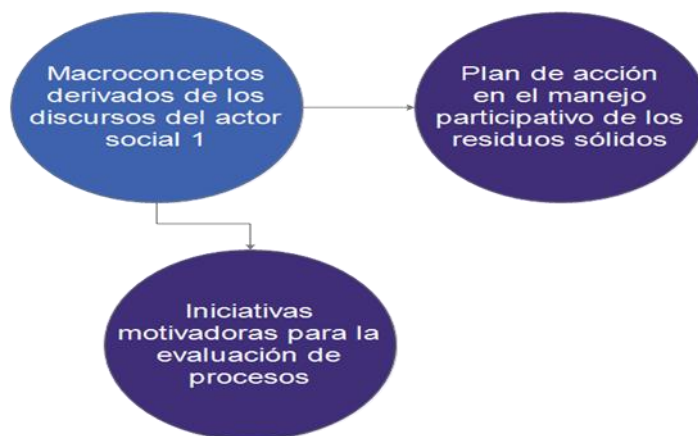 Macroconceptos
derivados de los
discursos del actor
social 1
Plan de acción
en el manejo
participativo de los
residuos sólidos
Iniciativas
motivadoras para la
evaluación de
procesos